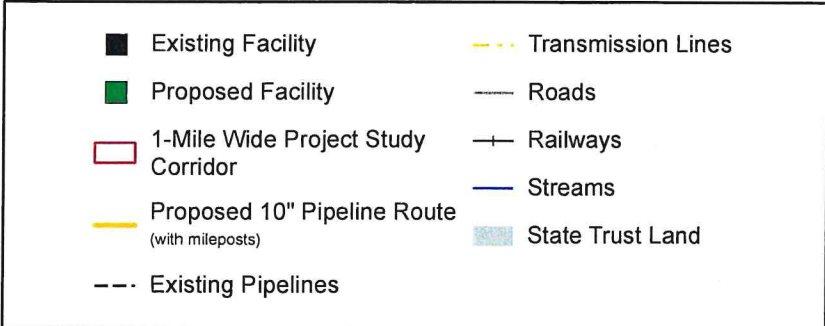 Existing Facility
Proposed Facility
1-Mile Wide Project Study
Corridor
Proposed 10" Pipeline Route
(with mileposts)
Existing Pipelines
Transmission Lines
Roads
Railways
Streams
State Trust Land